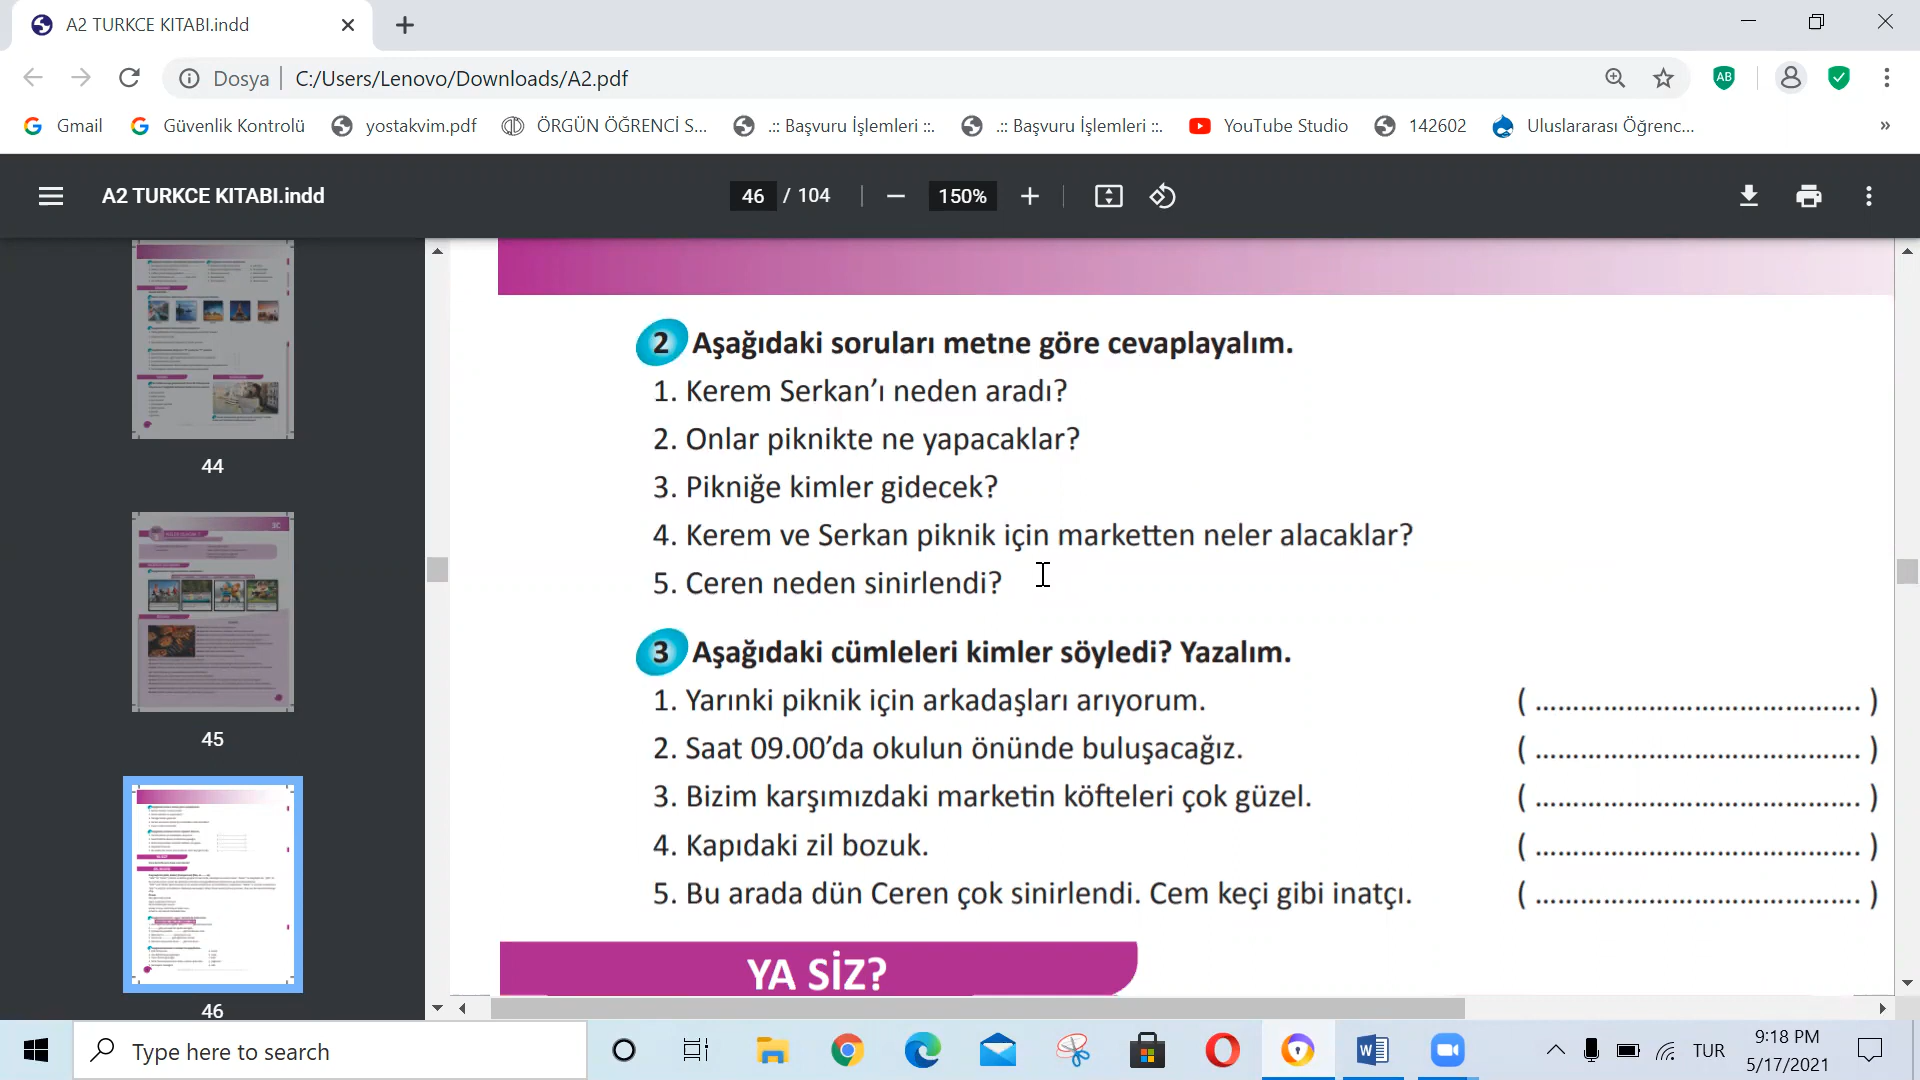 A2 TURKCE KITABI.indd
Dosya C:/Users/Lenovo/Downloads/A2.pdf
AB
Gmail Güvenlik Kontrolü yostakvim.pdf ÖRGÜN ÖĞRENCİ S... .:: Başvuru İşlemleri ::. .:: Başvuru İşlemleri ::. YouTube Studio 142602 Uluslararası Öğrenc... »
A2 TURKCE KITABI.indd 46 / 104 150%
44
45
46
2 Aşağıdaki soruları metne göre cevaplayalım.
1. Kerem Serkan’ı neden aradı?
2. Onlar piknikte ne yapacaklar?
3. Pikniğe kimler gidecek?
4. Kerem ve Serkan piknik için marketten neler alacaklar?
5. Ceren neden sinirlendi?
3 Aşağıdaki cümleleri kimler söyledi? Yazalım.
1. Yarınki piknik için arkadaşları arıyorum. ( .......................................... )
2. Saat 09.00’da okulun önünde buluşacağız. ( .......................................... )
3. Bizim karşımızdaki marketin köfteleri çok güzel. ( .......................................... )
4. Kapıdaki zil bozuk. ( .......................................... )
5. Bu arada dün Ceren çok sinirlendi. Cem keçi gibi inatçı. ( .......................................... )
YA SİZ?
Type here to search
TUR
9:18 PM
5/17/2021